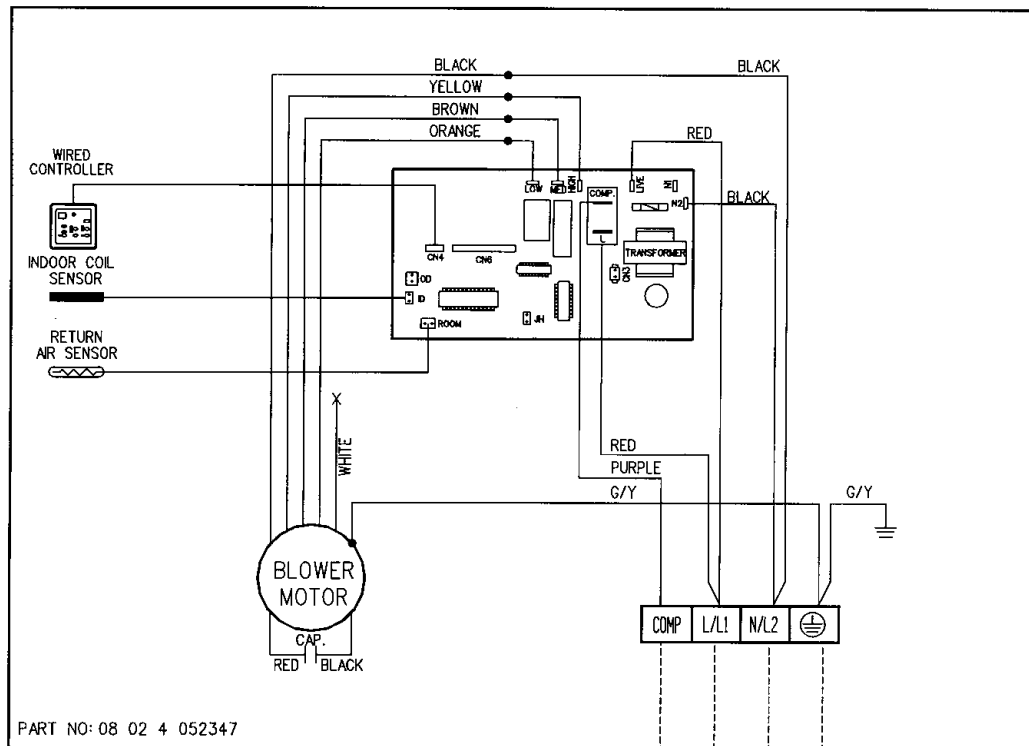 BLACK
BLACK
YELLOW
BROWN
ORANGE
RED
WIRED
CONTROLLER
LOW
MED
HIGH
COMP.
L
LIVE
N1
N2
BLACK
INDOOR COIL
SENSOR
CN4
CN6
TRANSFORMER
CN3
OD
ID
ROOM
JH
RETURN
AIR SENSOR
X
WHITE
RED
PURPLE
G/Y
G/Y
BLOWER
MOTOR
CAP.
RED
BLACK
COMP
L/L1
N/L2
PART NO: 08 02 4 052347